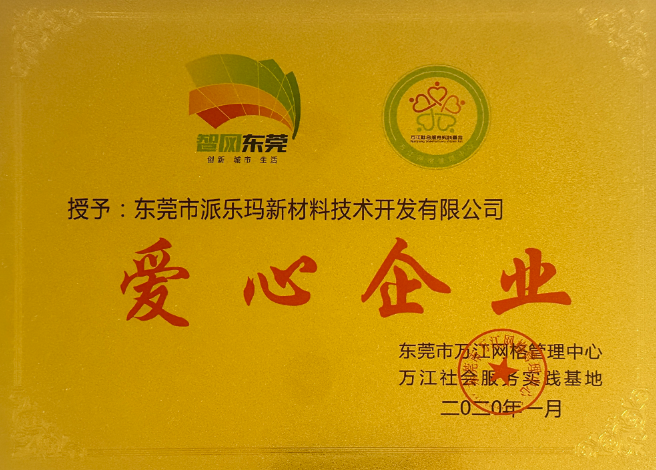 智网东莞
创新 城市 生活
授予：东莞市派乐玛新材料技术开发有限公司
爱心企业
东莞市万江网格管理中心
万江社会服务实践基地
二〇二〇年一月